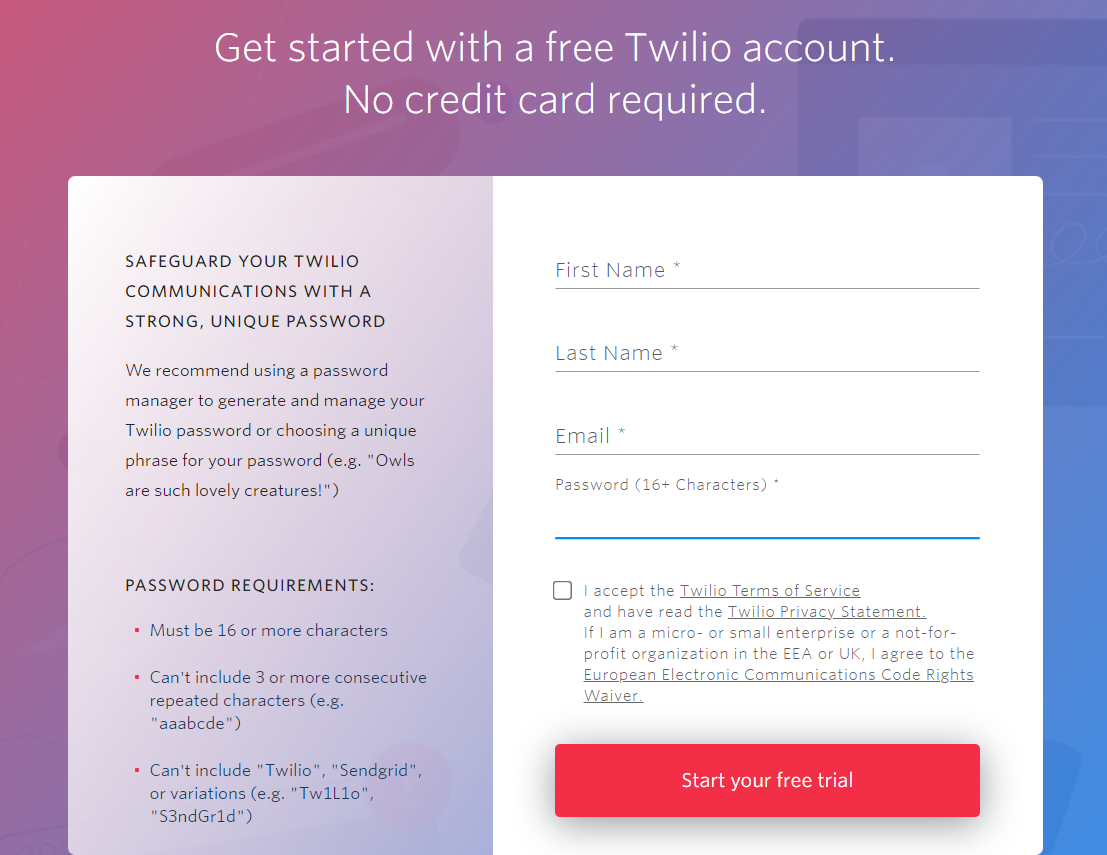 Get started with a free Twilio account.
No credit card required.
SAFEGUARD YOUR TWILIO
COMMUNICATIONS WITH A
STRONG, UNIQUE PASSWORD
We recommend using a password
manager to generate and manage your
Twilio password or choosing a unique
phrase for your password (e.g. "Owls
are such lovely creatures!")
PASSWORD REQUIREMENTS:
• Must be 16 or more characters
• Can't include 3 or more consecutive
repeated characters (e.g.
"aaabcde")
• Can't include "Twilio", "Sendgrid",
or variations (e.g. "Tw1L1o",
"S3ndGr1d")
First Name *
Last Name *
Email *
Password (16+ Characters) *
I accept the Twilio Terms of Service
and have read the Twilio Privacy Statement.
If I am a micro- or small enterprise or a not-for-
profit organization in the EEA or UK, I agree to the
European Electronic Communications Code Rights
Waiver.
Start your free trial